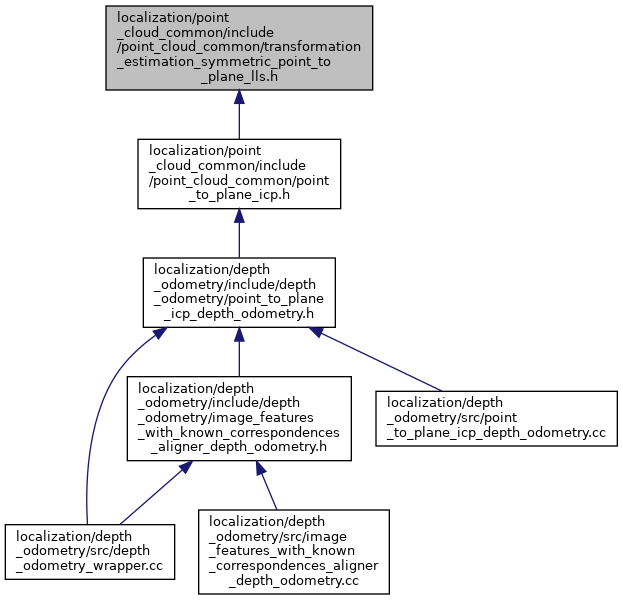 localization/point
_cloud_common/include
/point_cloud_common/transformation
_estimation_symmetric_point_to
_plane_lls.h
localization/point
_cloud_common/include
/point_cloud_common/point
_to_plane_icp.h
localization/depth
_odometry/include/depth
_odometry/point_to_plane
_icp_depth_odometry.h
localization/depth
_odometry/include/depth
_odometry/image_features
_with_known_correspondences
_aligner_depth_odometry.h
localization/depth
_odometry/src/point
_to_plane_icp_depth_odometry.cc
localization/depth
_odometry/src/depth
_odometry_wrapper.cc
localization/depth
_odometry/src/image
_features_with_known
_correspondences_aligner
_depth_odometry.cc